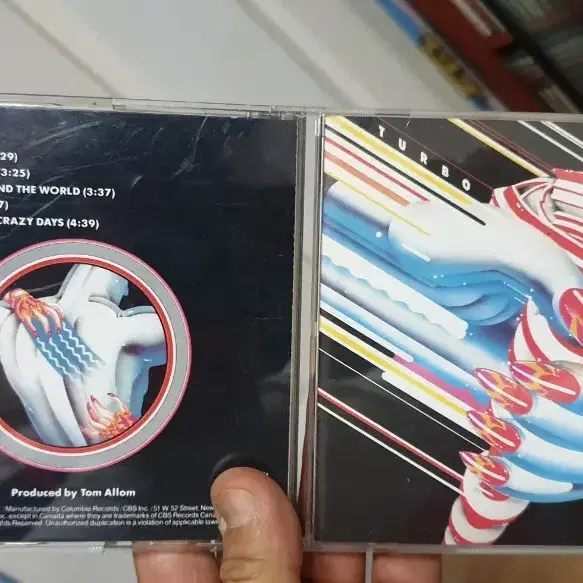 29)
3:25)
ND THE WORLD (3:37)
7)
CRAZY DAYS (4:39)
TURBO
Produced by Tom Allom
Manufactured by Columbia Records / CBS Inc. / 51 W. 52 Street, New
Inc. except in Canada where they are trademarks of CBS Records Cana
Rights Reserved. Unauthorized duplication is a violation of applicable laws